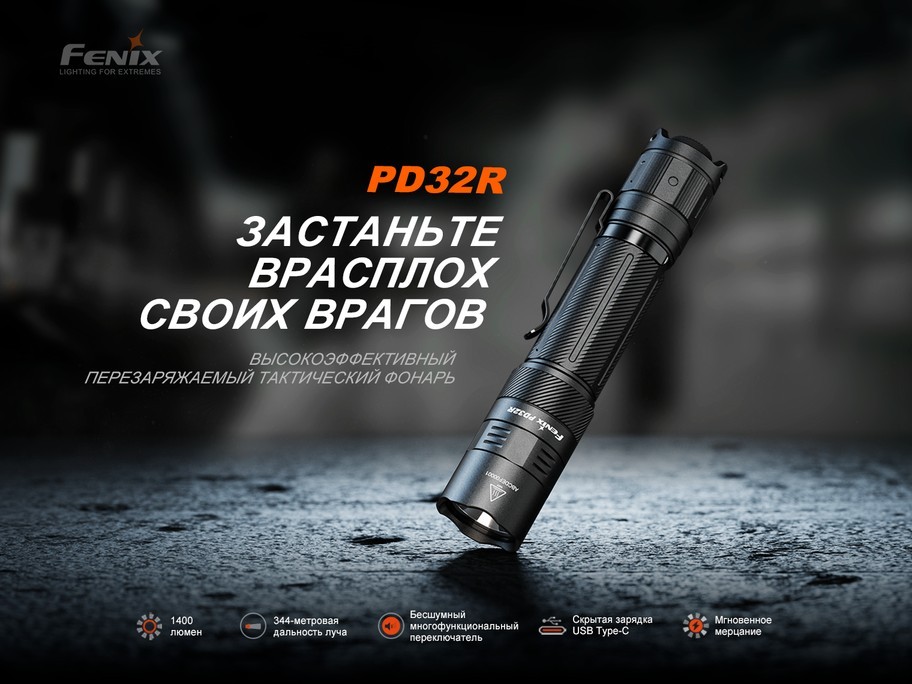 FENIX
LIGHTING FOR EXTREMES
PD32R
ЗАСТАНЬТЕ
ВРАСПЛОХ
СВОИХ ВРАГОВ
ВЫСОКОЭФФЕКТИВНЫЙ
ПЕРЕЗАРЯЖАЕМЫЙ ТАКТИЧЕСКИЙ ФОНАРЬ
FENIX PD32R
1400
люмен
344-метровая
дальность луча
Бесшумный
многофункциональный
переключатель
Скрытая зарядка
USB Type-C
Мгновенное
мерцание